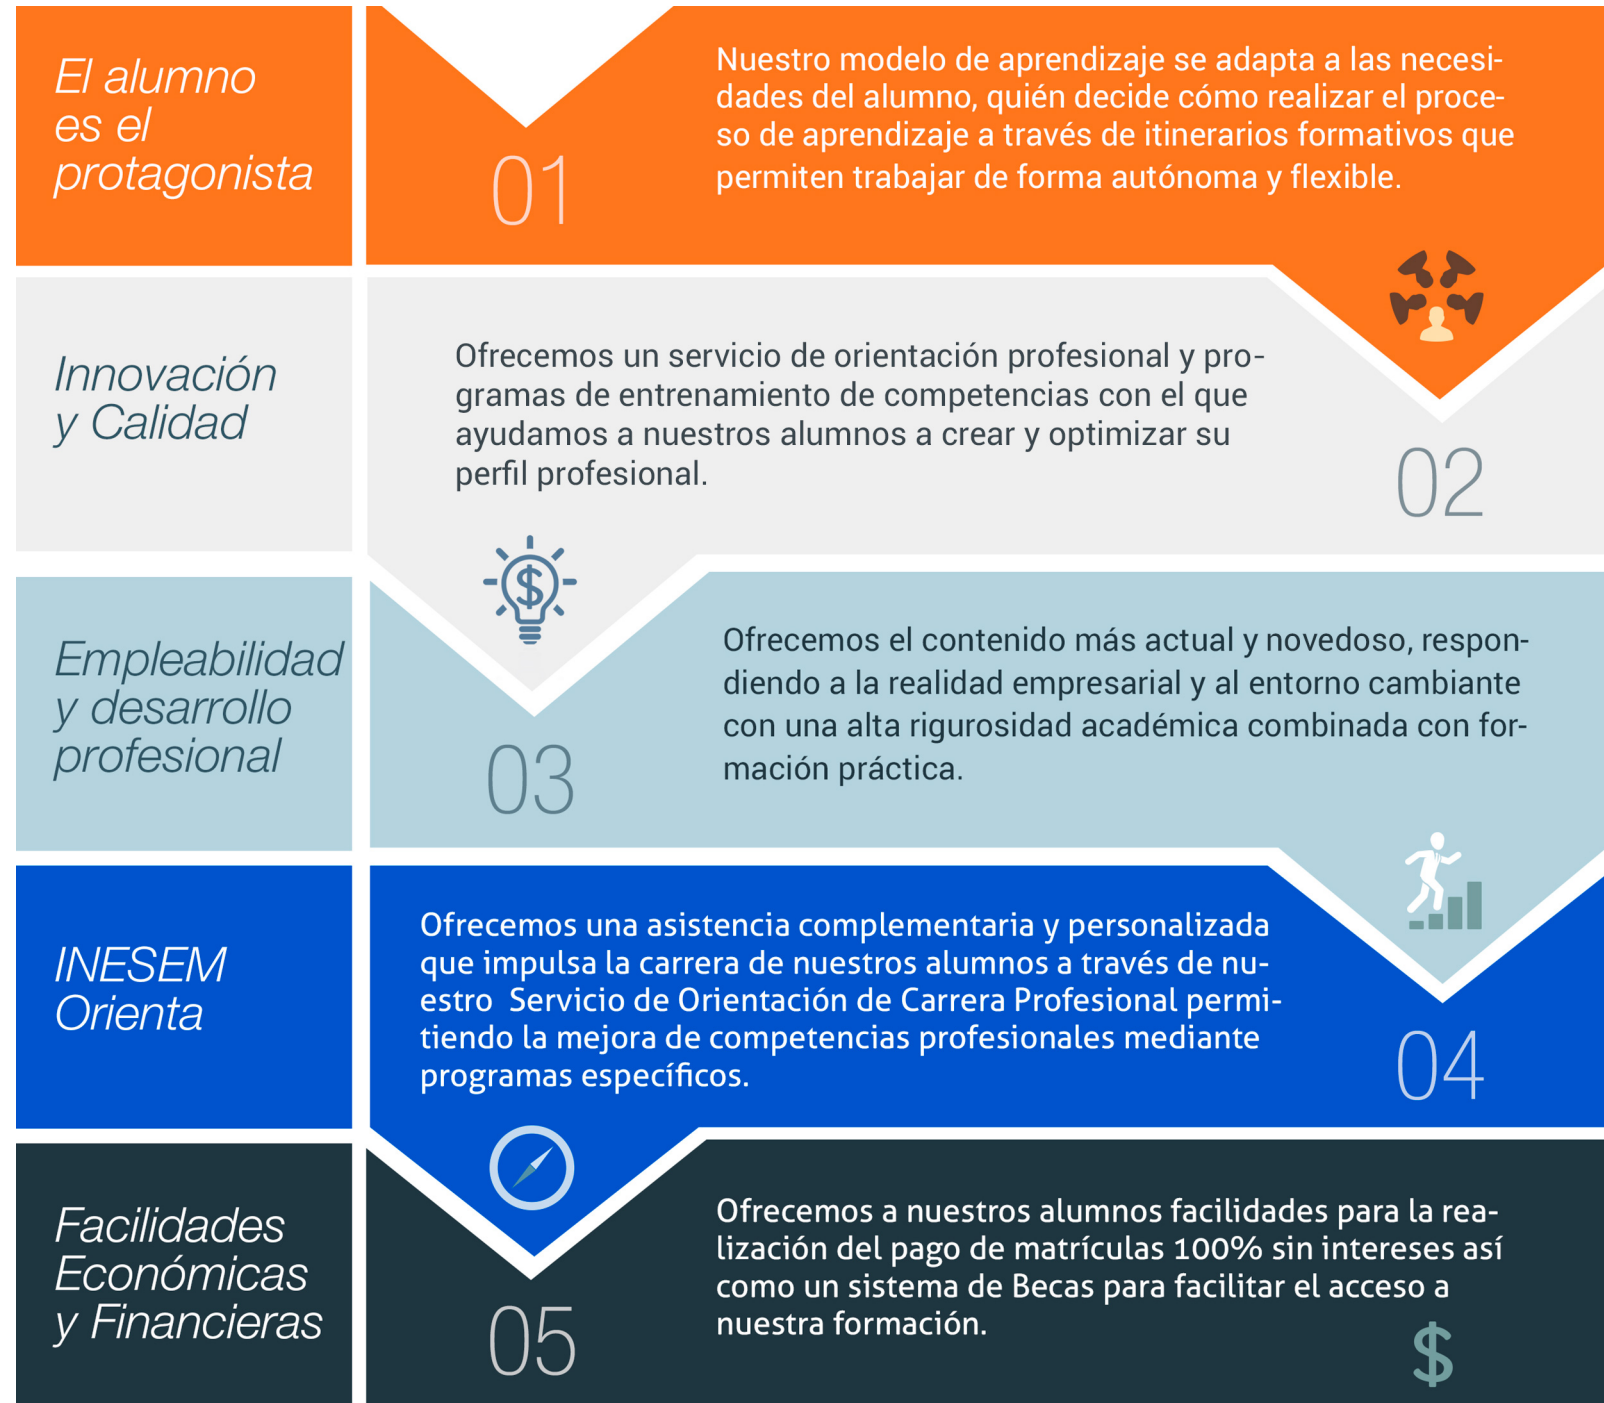 El alumno
es el
protagonista
01
Nuestro modelo de aprendizaje se adapta a las necesi-
dades del alumno, quién decide cómo realizar el proce-
so de aprendizaje a través de itinerarios formativos que
permiten trabajar de forma autónoma y flexible.
Innovación
y Calidad
Ofrecemos un servicio de orientación profesional y pro-
gramas de entrenamiento de competencias con el que
ayudamos a nuestros alumnos a crear y optimizar su
perfil profesional.
02
$
Empleabilidad
y desarrollo
profesional
03
Ofrecemos el contenido más actual y novedoso, respon-
diendo a la realidad empresarial y al entorno cambiante
con una alta rigurosidad académica combinada con for-
mación práctica.
INESEM
Orienta
Ofrecemos una asistencia complementaria y personalizada
que impulsa la carrera de nuestros alumnos a través de nu-
estro  Servicio de Orientación de Carrera Profesional permi-
tiendo la mejora de competencias profesionales mediante
programas específicos.
04
Facilidades
Económicas
y Financieras
05
Ofrecemos a nuestros alumnos facilidades para la rea-
lización del pago de matrículas 100% sin intereses así
como un sistema de Becas para facilitar el acceso a
nuestra formación.
$